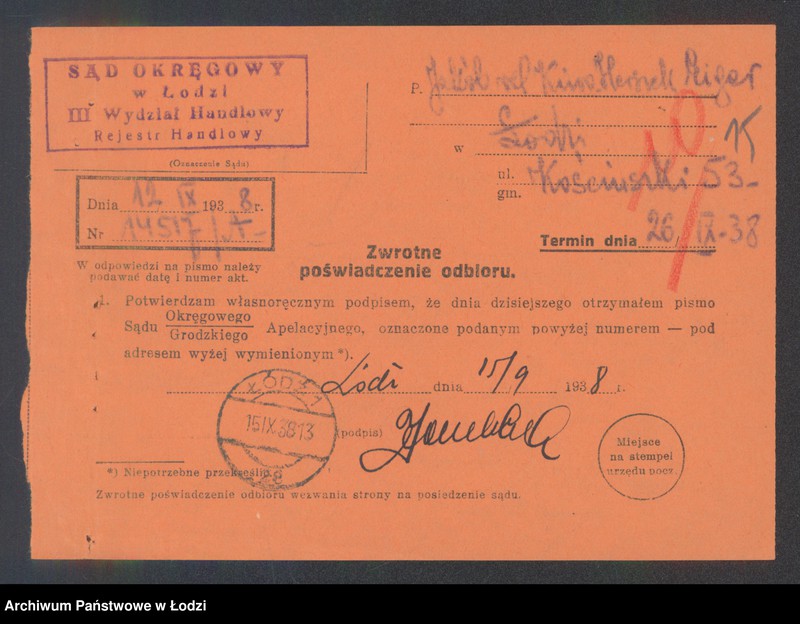 SĄD OKRĘGOWY
w Łodzi
III Wydział Handlowy
Rejestr Handlowy
(Oznaczenie Sądu)
P.
w Łodzi
K
ul.
gm.
53
10
Dnia 12 IX 1938 r.
Nr 14517/A
W odpowiedzi na pismo należy
podawać datę i numer akt.
Termin dnia 26/IX-38
Zwrotne
poświadczenie odbioru.
1. Potwierdzam własnoręcznym podpisem, że dnia dzisiejszego otrzymałem pismo
Sądu Okręgowego
Grodzkiego Apelacyjnego, oznaczone podanym powyżej numerem — pod
adresem wyżej wymienionym *).
Łódź dnia 15/9 1938 r.
ŁÓDŹ 1
15 IX 38 13
(podpis)
Miejsce
na stempel
urzędu pocz.
*) Niepotrzebne przekreślić.
Zwrotne poświadczenie odbioru wezwania strony na posiedzenie sądu.
Archiwum Państwowe w Łodzi